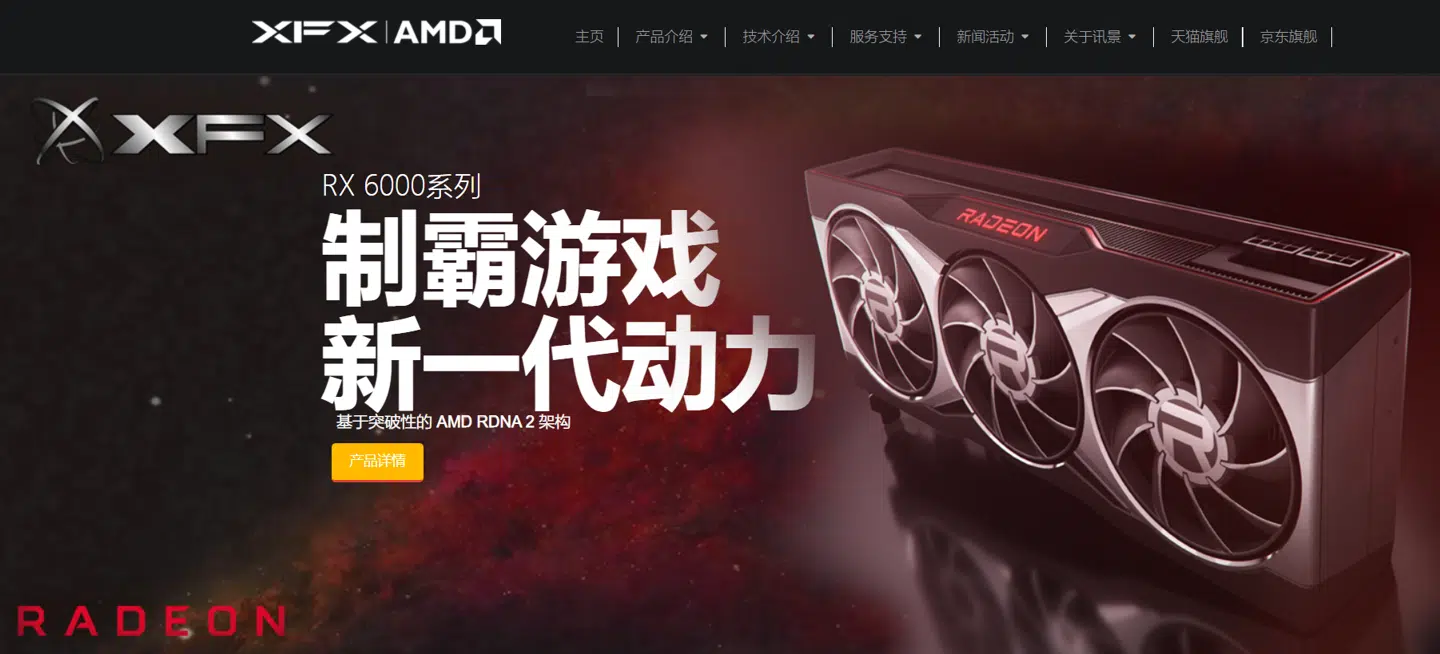 XFX | AMD
主页
产品介绍
技术介绍
服务支持
新闻活动
关于讯景
天猫旗舰
京东旗舰
XFX
RX 6000系列
制霸游戏
新一代动力
基于突破性的 AMD RDNA 2 架构
产品详情
RADEON
R
R
R
RADEON